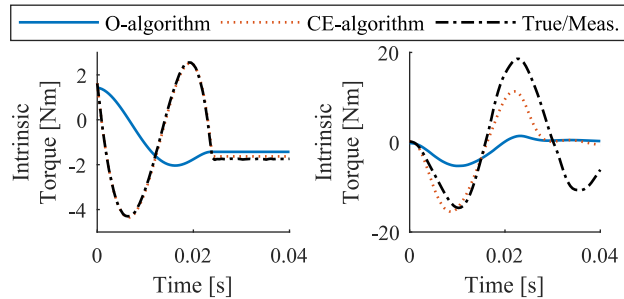 O-algorithm CE-algorithm True/Meas.
Intrinsic
Torque [Nm]
2
0
-2
-4
0 0.02 0.04
Time [s]
Intrinsic
Torque [Nm]
20
0
-20
0 0.02 0.04
Time [s]